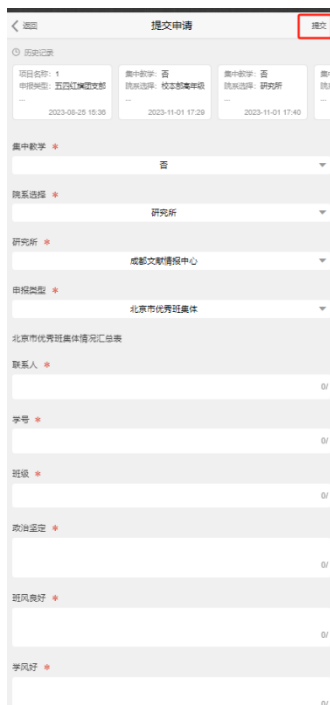 返回
提交申请
提交
历史记录
项目名称：1
申报类型：五四红旗团支部
...
2023-08-25 15:36
集中教学：否
院系选择：校本部高年级
...
2023-11-01 17:29
集中教学：否
院系选择：研究所
...
2023-11-01 17:40
集中教学 *
否
院系选择 *
研究所
研究所 *
成都文献情报中心
申报类型 *
北京市优秀班集体
北京市优秀班集体情况汇总表
联系人 *
0/
学号 *
0/
班级 *
0/
政治坚定 *
0/
班风良好 *
0/
学风好 *
0/